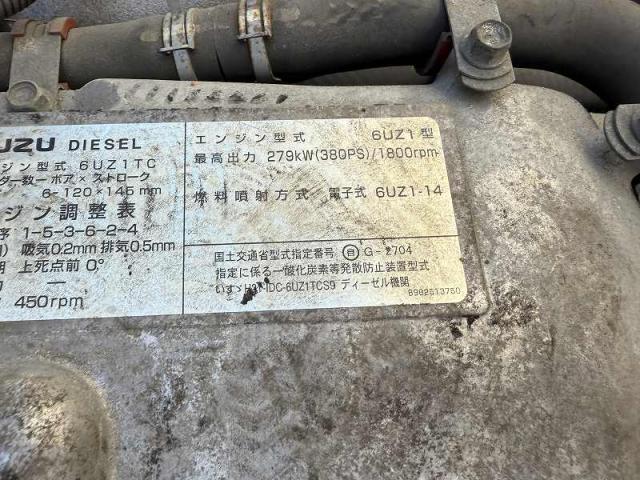 UZU DIESEL
ジン型式 6UZ1TC
ダー数ーボア×ストローク
6-120×145mm
ジン調整表
序 1-5-3-6-2-4
吸気0.2mm 排気0.5mm
期 上死点前 0°
450rpm
エンジン型式 6UZ1型
最高出力 279kW(380PS)/1800rpm
燃料噴射方式 電子式 6UZ1-14
国土交通省型式指定番号 自 G-2704
指定に係る一酸化炭素等発散防止装置型式
いすゞ DC-6UZ1TCS9 ディーゼル機関
8982513750